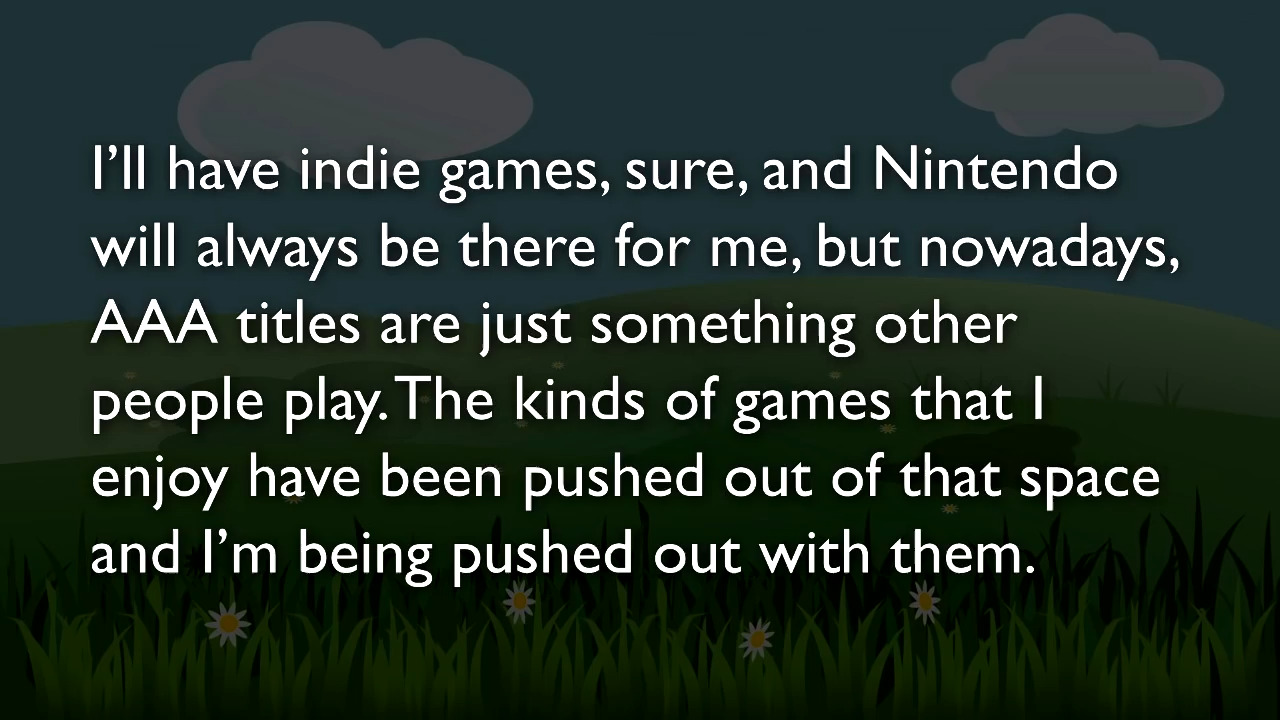 I’ll have indie games, sure, and Nintendo
will always be there for me, but nowadays,
AAA titles are just something other
people play. The kinds of games that I
enjoy have been pushed out of that space
and I’m being pushed out with them.